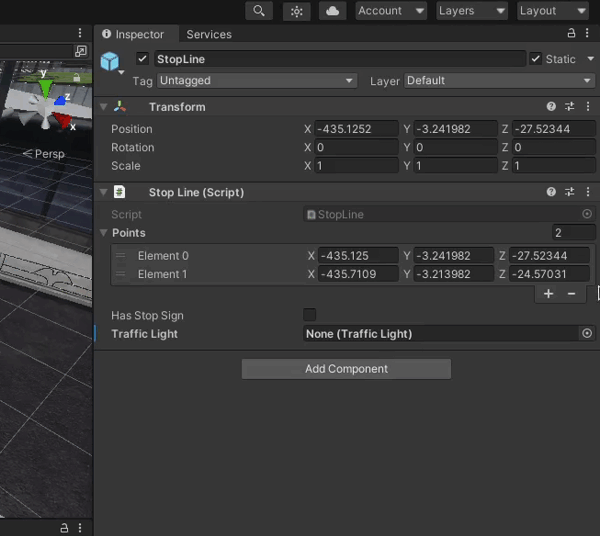 Account Layers Layout
Inspector Services
StopLine Static
Tag Untagged Layer Default
Transform
Position X -435.1252 Y -3.241982 Z -27.52344
Rotation X 0 Y 0 Z 0
Scale X 1 Y 1 Z 1
Stop Line (Script)
Script StopLine
Points 2
Element 0 X -435.125 Y -3.241982 Z -27.52344
Element 1 X -435.7109 Y -3.213982 Z -24.57031
Has Stop Sign
Traffic Light None (Traffic Light)
Add Component
y
z
x
Persp